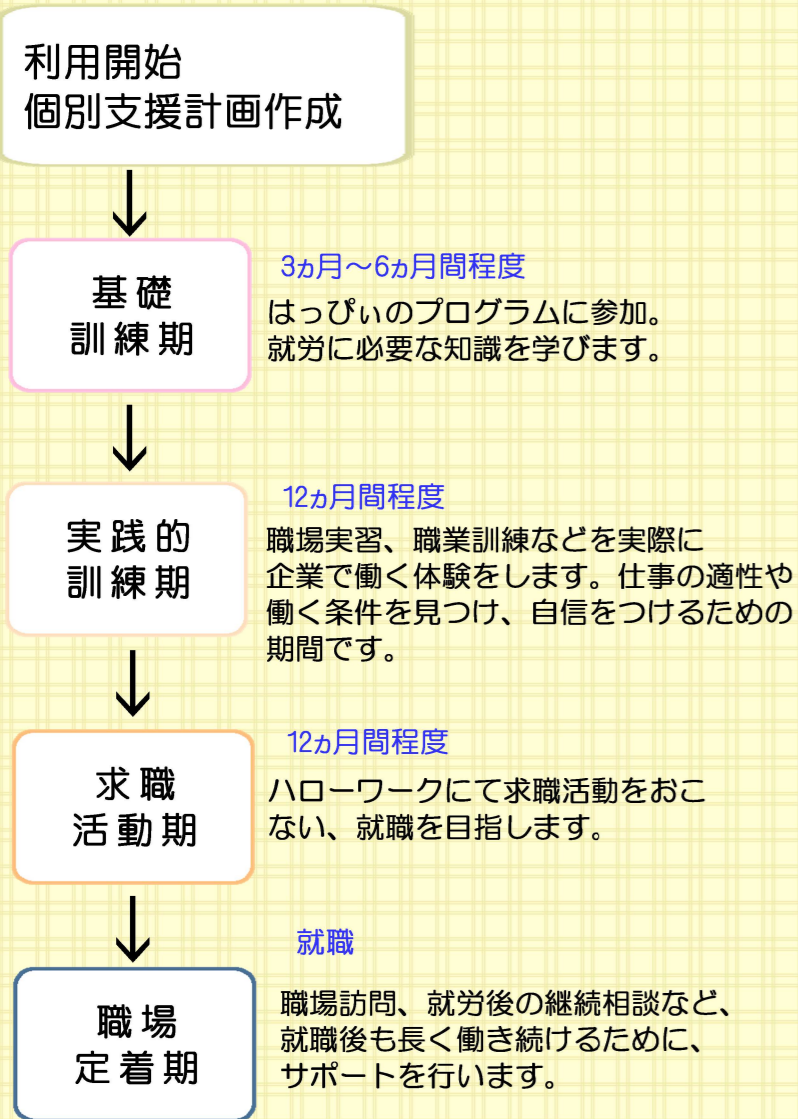 利用開始
個別支援計画作成
基礎
訓練期
3ヵ月～6ヵ月間程度
はっぴぃのプログラムに参加。
就労に必要な知識を学びます。
実践的
訓練期
12ヵ月間程度
職場実習、職業訓練などを実際に
企業で働く体験をします。仕事の適性や
働く条件を見つけ、自信をつけるための
期間です。
求職
活動期
12ヵ月間程度
ハローワークにて求職活動をおこ
ない、就職を目指します。
職場
定着期
就職
職場訪問、就労後の継続相談など、
就職後も長く働き続けるために、
サポートを行います。